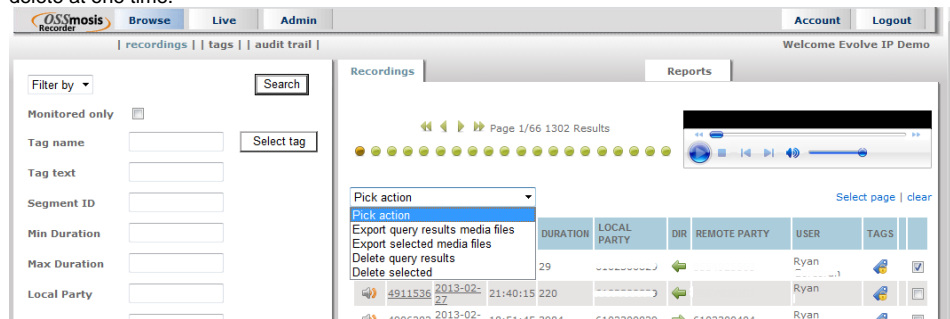 delete at one time.
OSSmosis Recorder
Browse Live Admin Account Logout
| recordings | | tags | | audit trail | Welcome Evolve IP Demo
Recordings Reports
Filter by Search
Monitored only
Page 1/66 1302 Results
Tag name Select tag
Tag text
Pick action Select page | clear
Segment ID
Pick action
Export query results media files
Export selected media files
Delete query results
Delete selected
Min Duration
DURATION LOCAL PARTY DIR REMOTE PARTY USER TAGS
Max Duration
29 Ryan
Local Party
4911536 2013-02-27 21:40:15 220 Ryan
2013-02- Ryan